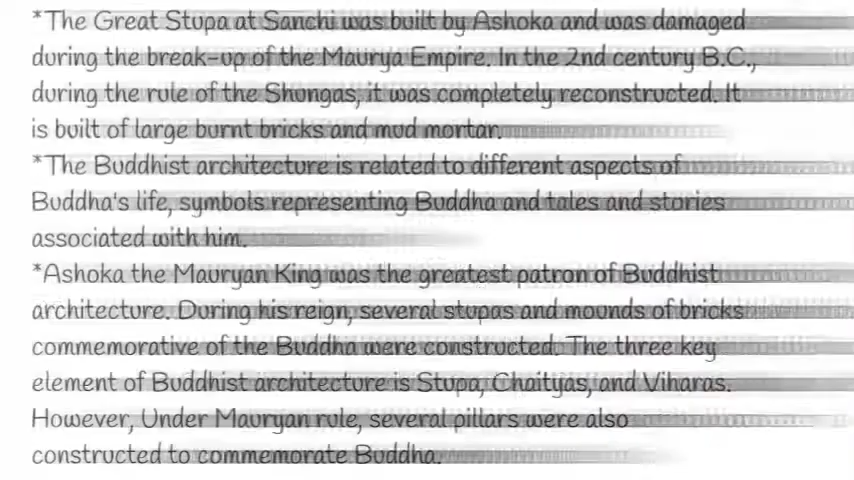 *The Great Stupa at Sanchi was built by Ashoka and was damaged
during the break-up of the Maurya Empire. In the 2nd century B.C.,
during the rule of the Shungas, it was completely reconstructed. It
is built of large burnt bricks and mud mortar.
*The Buddhist architecture is related to different aspects of
Buddha's life, symbols representing Buddha and tales and stories
associated with him.
*Ashoka the Mauryan King was the greatest patron of Buddhist
architecture. During his reign, several stupas and mounds of bricks
commemorative of the Buddha were constructed. The three key
element of Buddhist architecture is Stupa, Chaityas, and Viharas.
However, Under Mauryan rule, several pillars were also
constructed to commemorate Buddha.